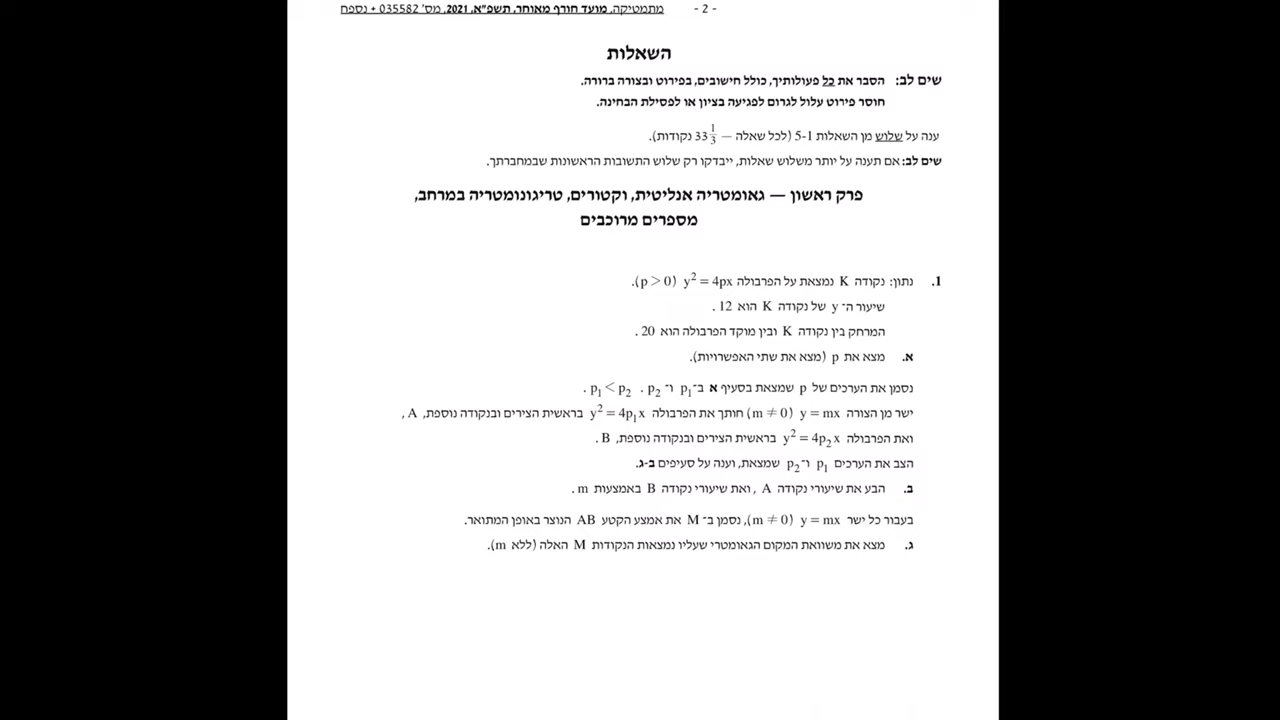 - 2 - מתמטיקה, מועד חורף מאוחר, תשפ"א, 2021, מס' 035582 + נספח
השאלות
שים לב: הסבר את כל פעולותיך, כולל חישובים, בפירוט ובצורה ברורה.
חוסר פירוט עלול לגרום לפגיעה בציון או לפסילת הבחינה.
ענה על שלוש מן השאלות 1-5 (לכל שאלה — 33 1/3 נקודות).
שים לב: אם תענה על יותר משלוש שאלות, ייבדקו רק שלוש התשובות הראשונות שבמחברתך.
פרק ראשון — גאומטריה אנליטית, וקטורים, טריגונומטריה במרחב,
מספרים מרוכבים
1. נתון: נקודה K נמצאת על הפרבולה y² = 4px (p > 0).
שיעור ה־ y של נקודה K הוא 12 .
המרחק בין נקודה K ובין מוקד הפרבולה הוא 20 .
א. מצא את p (מצא את שתי האפשרויות).
נסמן את הערכים של p שמצאת בסעיף א ב־ p₁ ו־ p₂ . p₁ < p₂ .
ישר מן הצורה y = mx (m ≠ 0) חותך את הפרבולה y² = 4p₁x בראשית הצירים ובנקודה נוספת, A ,
ואת הפרבולה y² = 4p₂x בראשית הצירים ובנקודה נוספת, B .
הצב את הערכים p₁ ו־ p₂ שמצאת, וענה על סעיפים ב-ג.
ב. הבע את שיעורי נקודה A , ואת שיעורי נקודה B באמצעות m .
בעבור כל ישר y = mx (m ≠ 0), נסמן ב־ M את אמצע הקטע AB הנוצר באופן המתואר.
ג. מצא את משוואת המקום הגאומטרי שעליו נמצאות הנקודות M האלה (ללא m).